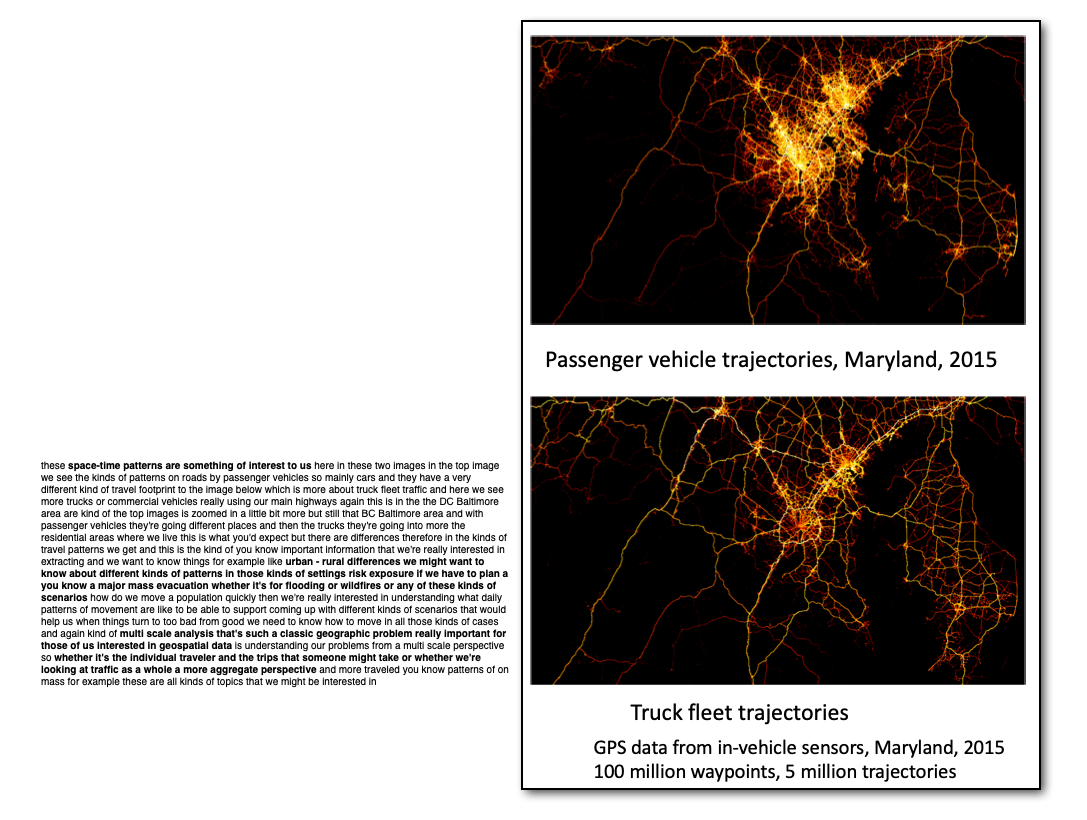 these space-time patterns are something of interest to us here in these two images in the top image
we see the kinds of patterns on roads by passenger vehicles so mainly cars and they have a very
different kind of travel footprint to the image below which is more about truck fleet traffic and here we see
more trucks or commercial vehicles really using our main highways again this is in the the DC Baltimore
area are kind of the top images is zoomed in a little bit more but still that BC Baltimore area and with
passenger vehicles they're going different places and then the trucks they're going into more the
residential areas where we live this is what you'd expect but there are differences therefore in the kinds of
travel patterns we get and this is the kind of you know important information that we're really interested in
extracting and we want to know things for example like urban - rural differences we might want to
know about different kinds of patterns in those kinds of settings risk exposure if we have to plan a
you know a major mass evacuation whether it's for flooding or wildfires or any of these kinds of
scenarios how do we move a population quickly then we're really interested in understanding what daily
patterns of movement are like to be able to support coming up with different kinds of scenarios that would
help us when things turn to too bad from good we need to know how to move in all those kinds of cases
and again kind of multi scale analysis that's such a classic geographic problem really important for
those of us interested in geospatial data is understanding our problems from a multi scale perspective
so whether it's the individual traveler and the trips that someone might take or whether we're
looking at traffic as a whole a more aggregate perspective and more traveled you know patterns of on
mass for example these are all kinds of topics that we might be interested in
Passenger vehicle trajectories, Maryland, 2015
Truck fleet trajectories
GPS data from in-vehicle sensors, Maryland, 2015
100 million waypoints, 5 million trajectories